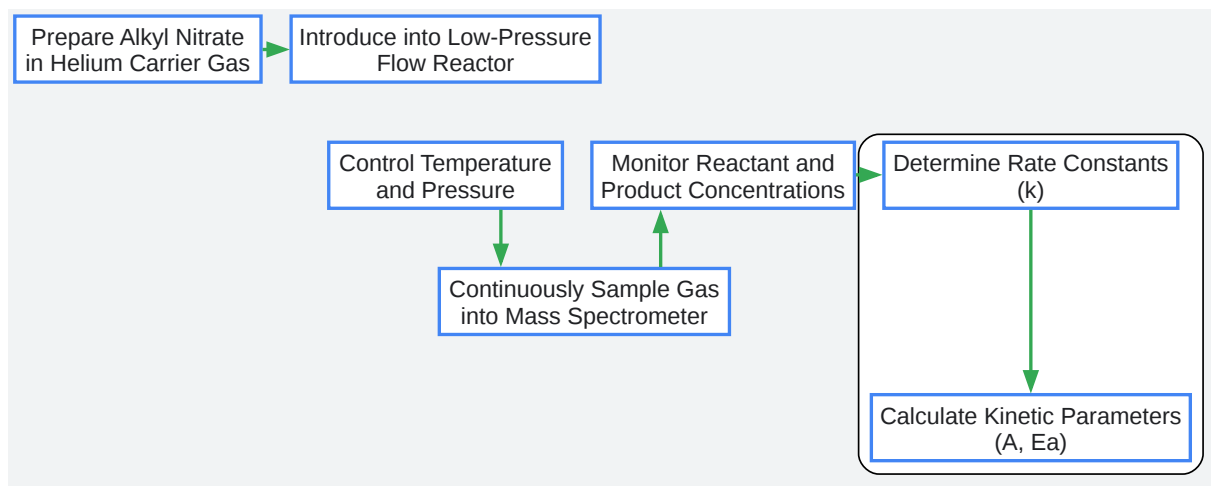 Prepare Alkyl Nitrate
in Helium Carrier Gas
Introduce into Low-Pressure
Flow Reactor
Control Temperature
and Pressure
Monitor Reactant and
Product Concentrations
Determine Rate Constants
(k)
Continuously Sample Gas
into Mass Spectrometer
Calculate Kinetic Parameters
(A, Ea)